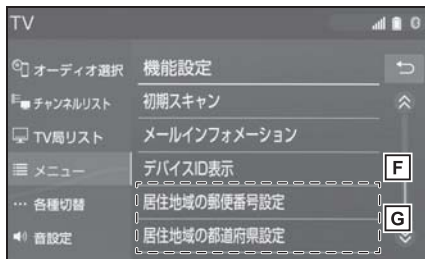 TV
オーディオ選択
機能設定
チャンネルリスト
初期スキャン
TV局リスト
メールインフォメーション
メニュー
デバイスID表示
F
各種切替
居住地域の郵便番号設定
G
音設定
居住地域の都道府県設定